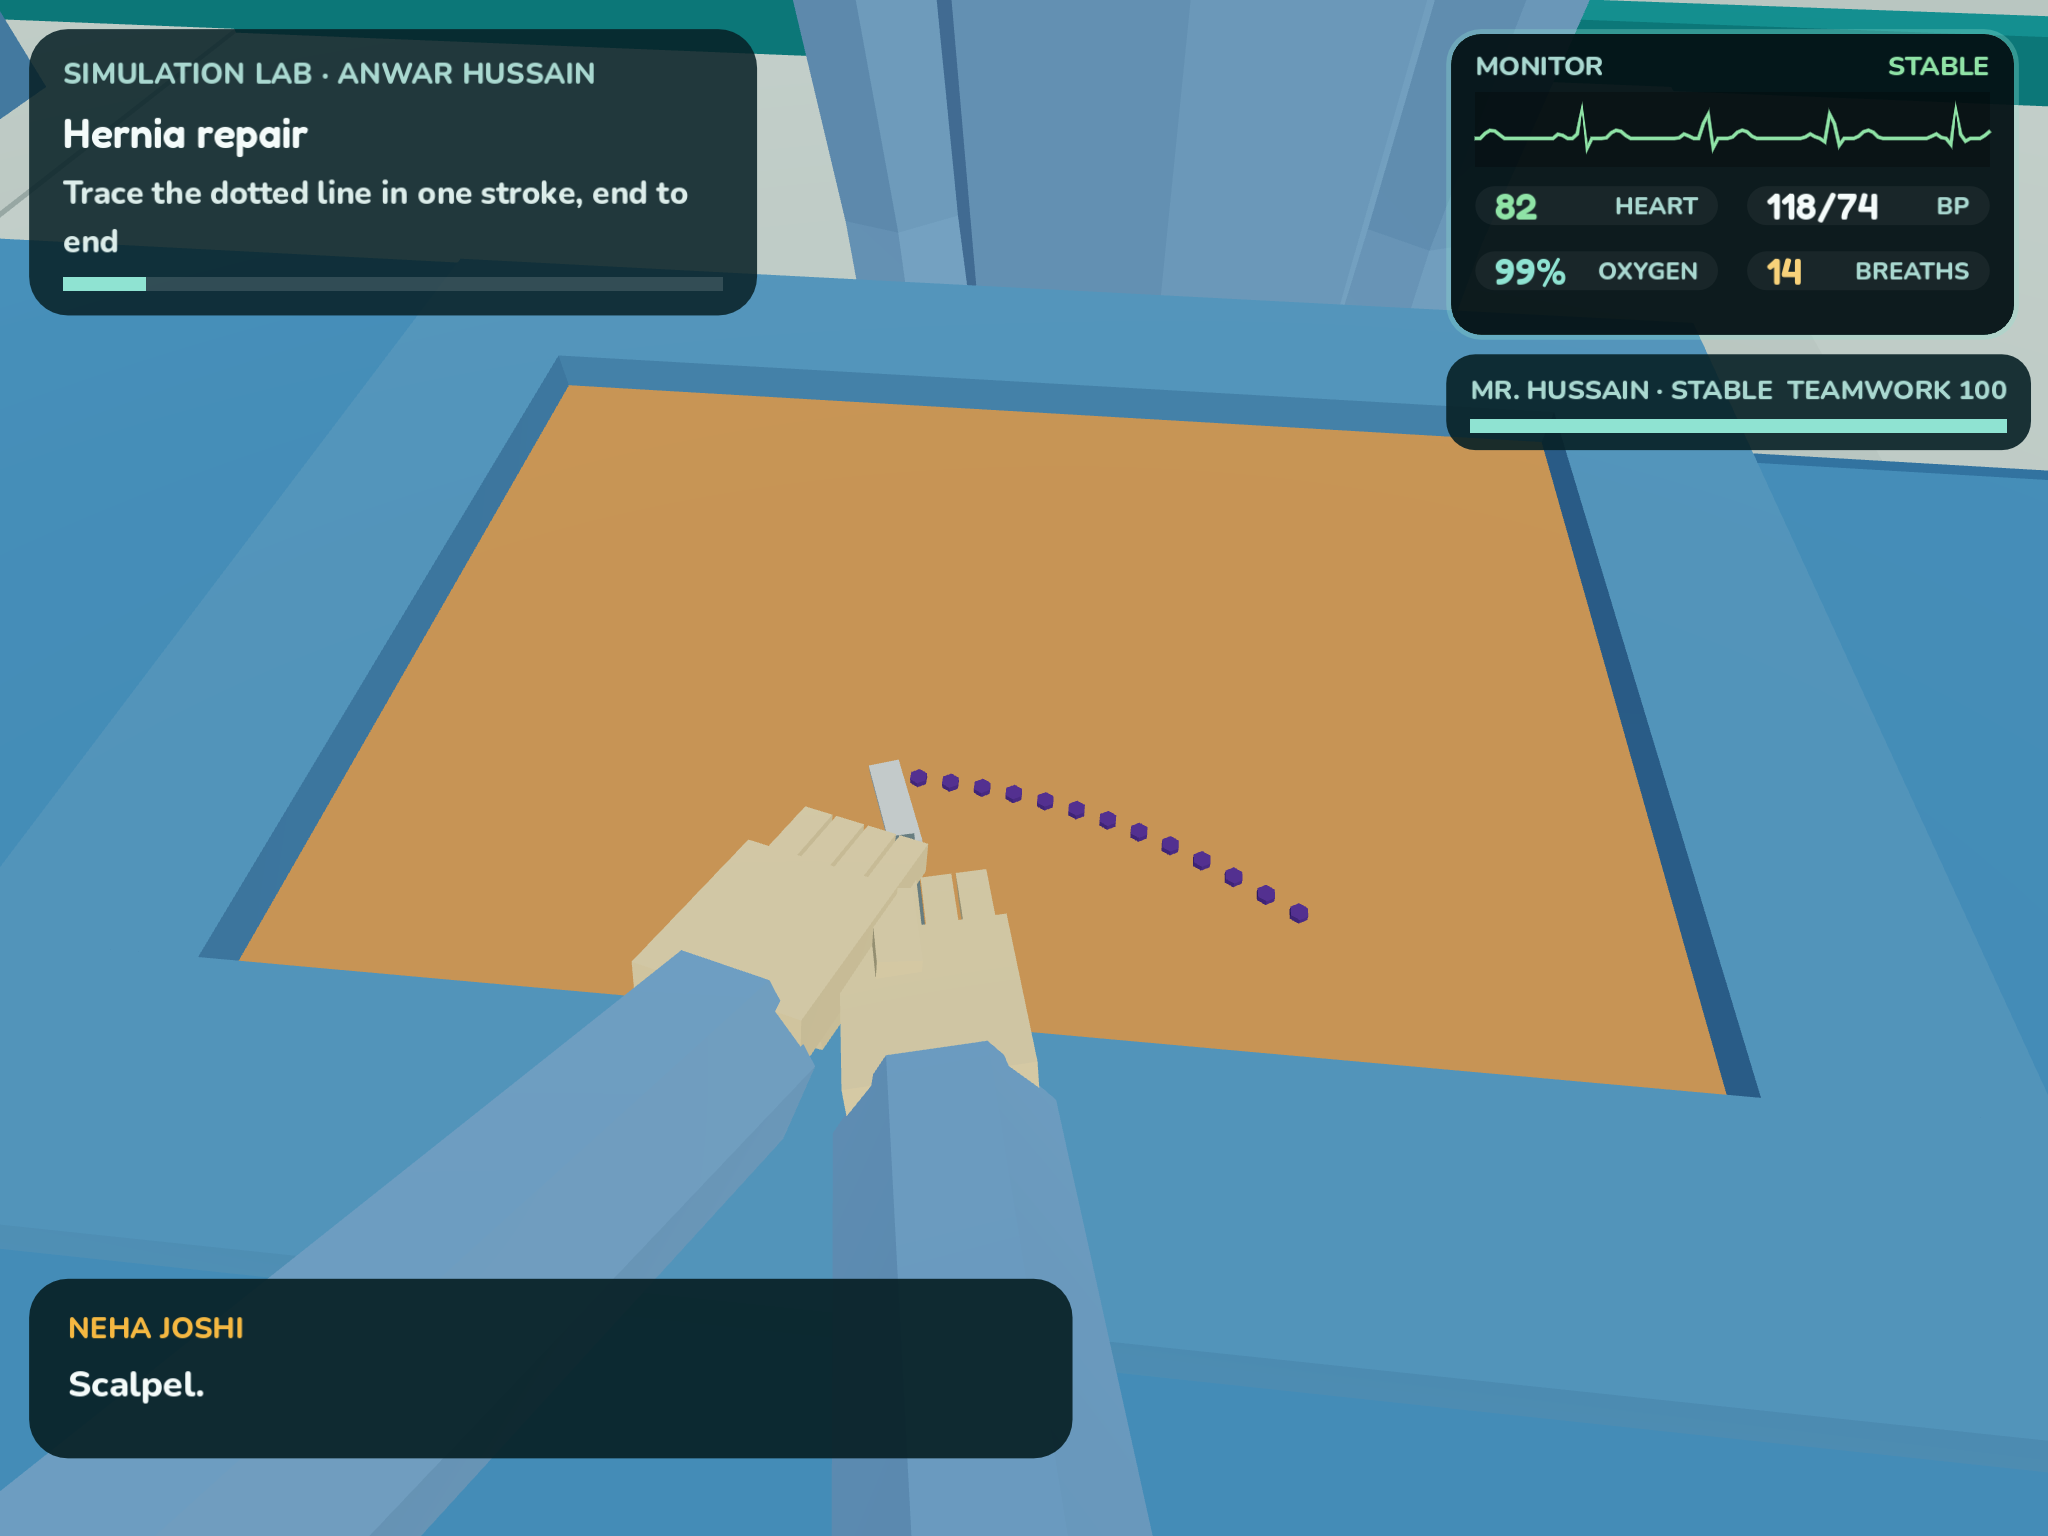 SIMULATION LAB · ANWAR HUSSAIN
Hernia repair
Trace the dotted line in one stroke, end to
end
MONITOR STABLE
82 HEART 118/74 BP
99% OXYGEN 14 BREATHS
MR. HUSSAIN · STABLE TEAMWORK 100
NEHA JOSHI
Scalpel.